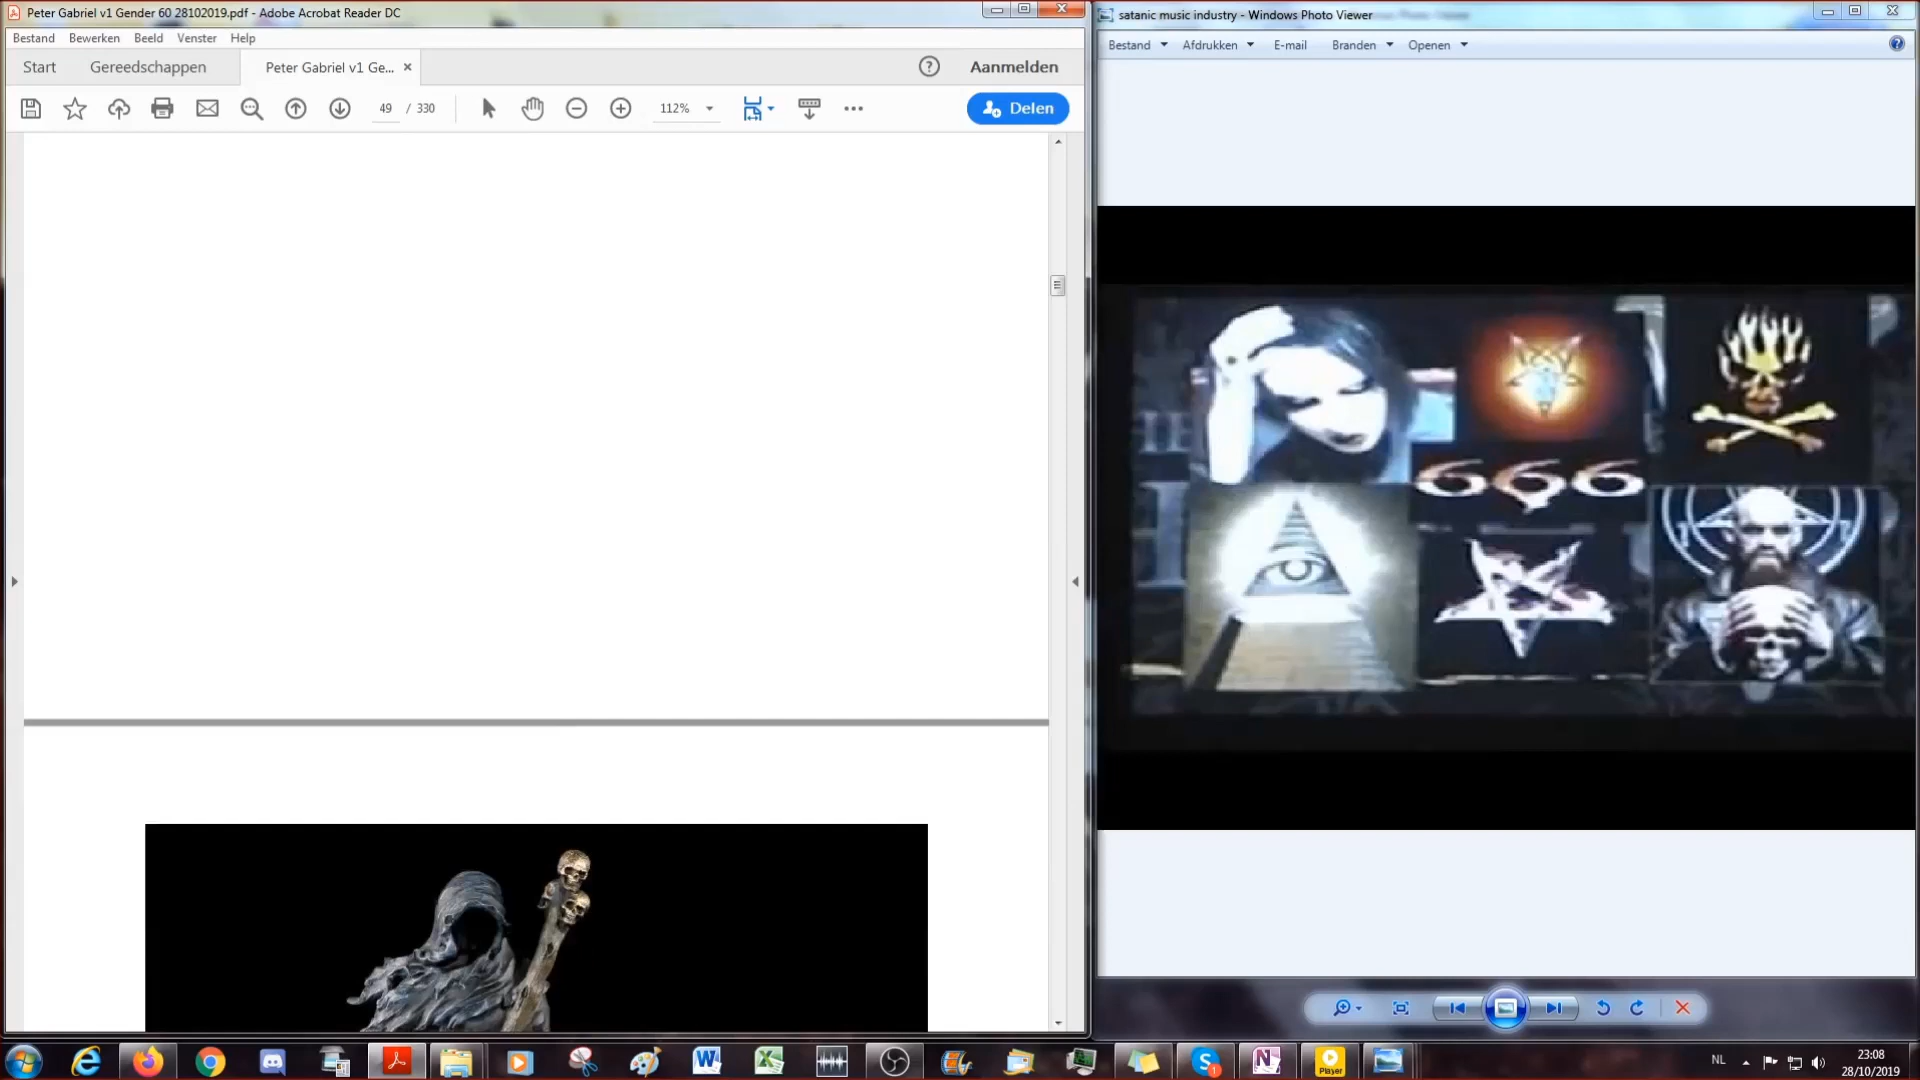 Peter Gabriel v1 Gender 60 28102019.pdf - Adobe Acrobat Reader DC
Bestand Bewerken Beeld Venster Help
Start Gereedschappen Peter Gabriel v1 Ge... Aanmelden
49 / 330 112% Delen
satanic music industry - Windows Photo Viewer
Bestand Afdrukken E-mail Branden Openen
666
Player
NL 23:08
28/10/2019